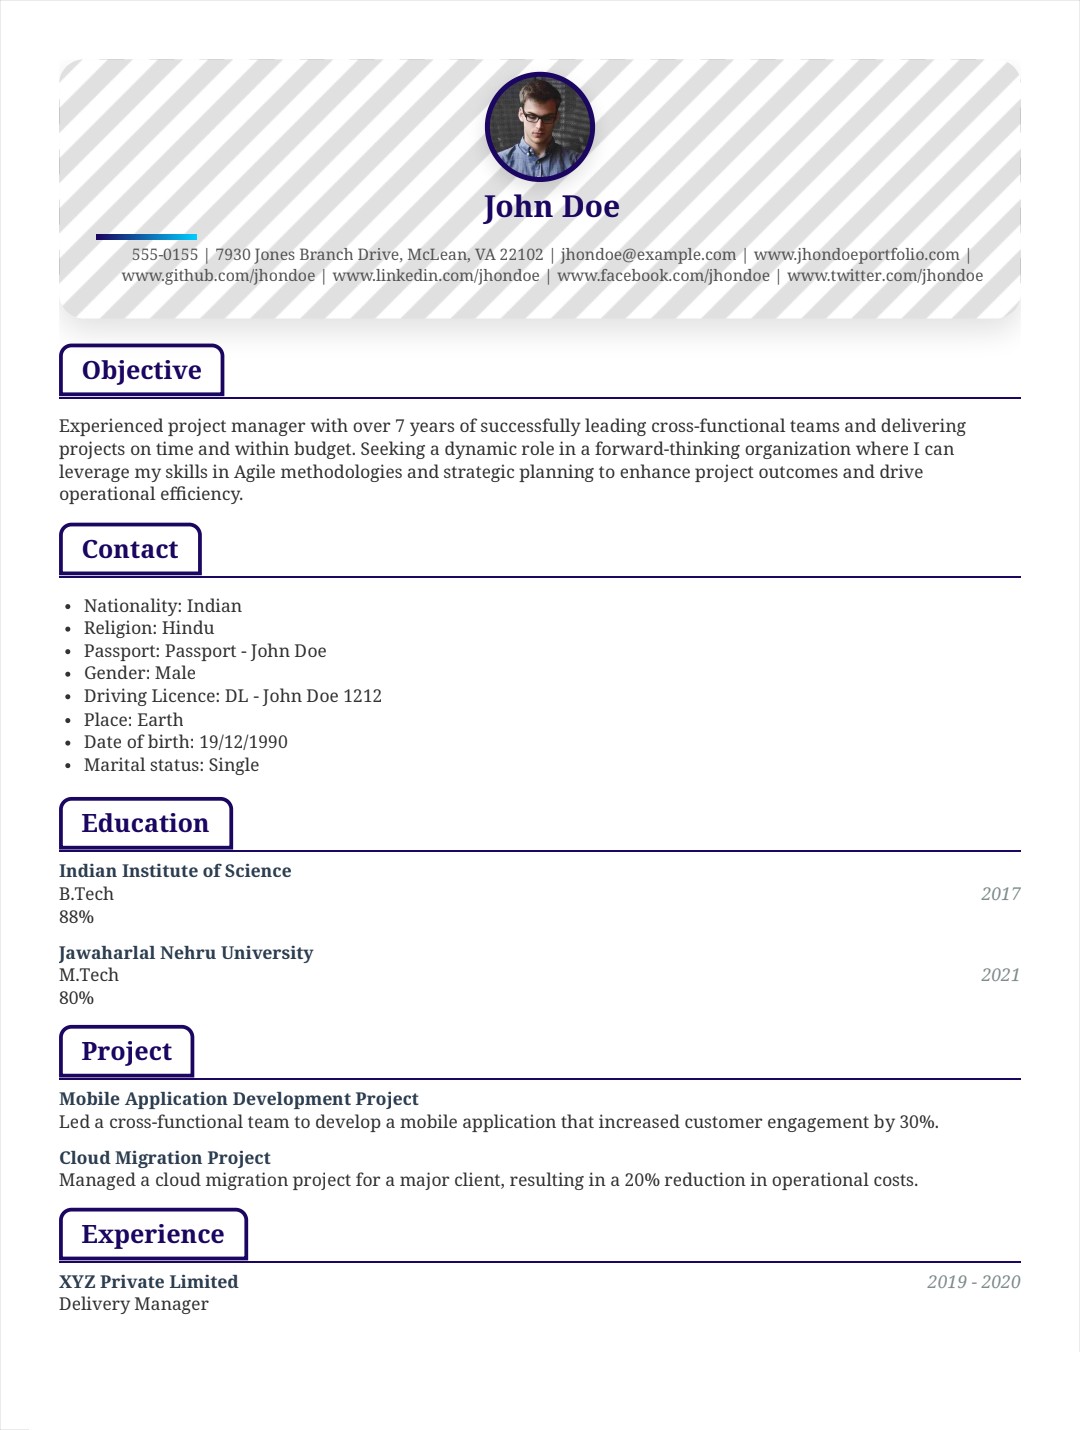 John Doe
555-0155 | 7930 Jones Branch Drive, McLean, VA 22102 | jhondoe@example.com | www.jhondoeportfolio.com |
www.github.com/jhondoe | www.linkedin.com/jhondoe | www.facebook.com/jhondoe | www.twitter.com/jhondoe
Objective
Experienced project manager with over 7 years of successfully leading cross-functional teams and delivering
projects on time and within budget. Seeking a dynamic role in a forward-thinking organization where I can
leverage my skills in Agile methodologies and strategic planning to enhance project outcomes and drive
operational efficiency.
Contact
• Nationality: Indian
• Religion: Hindu
• Passport: Passport - John Doe
• Gender: Male
• Driving Licence: DL - John Doe 1212
• Place: Earth
• Date of birth: 19/12/1990
• Marital status: Single
Education
Indian Institute of Science
B.Tech 2017
88%
Jawaharlal Nehru University
M.Tech 2021
80%
Project
Mobile Application Development Project
Led a cross-functional team to develop a mobile application that increased customer engagement by 30%.
Cloud Migration Project
Managed a cloud migration project for a major client, resulting in a 20% reduction in operational costs.
Experience
XYZ Private Limited 2019 - 2020
Delivery Manager